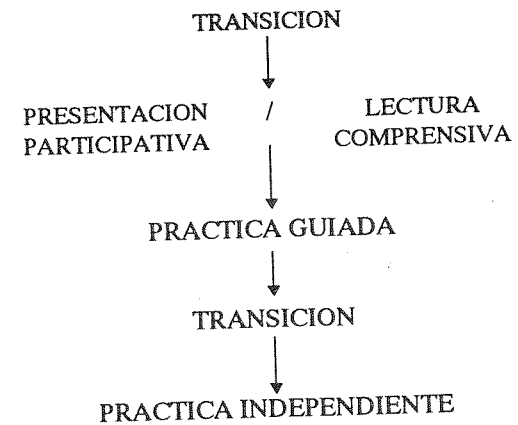 TRANSICION
PRESENTACION / LECTURA
PARTICIPATIVA COMPRENSIVA
PRACTICA GUIADA
TRANSICION
PRACTICA INDEPENDIENTE